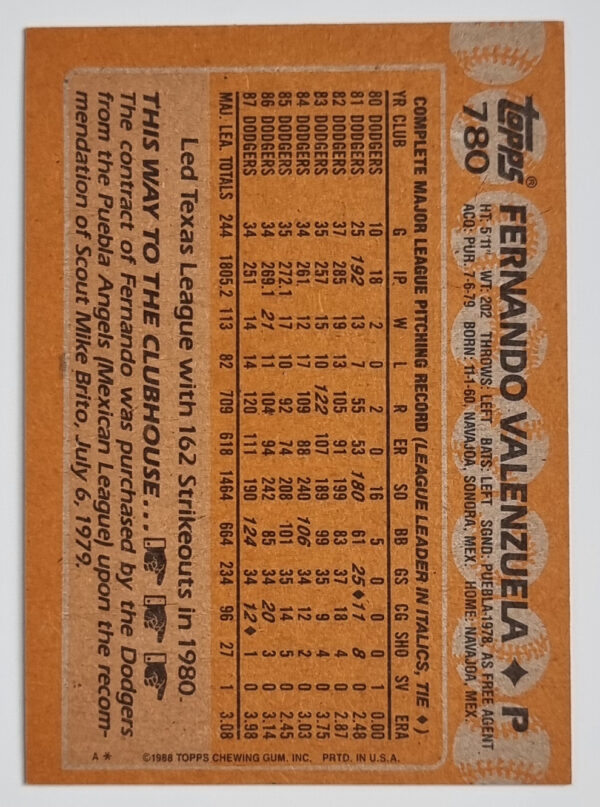 topps®
780
FERNANDO VALENZUELA ♦ P
HT: 5'11" WT: 202 THROWS: LEFT BATS: LEFT SGND: PUEBLA-1978, AS FREE AGENT
ACQ: PUR. 7-6-79 BORN: 11-1-60, NAVAJOA, SONORA, MEX. HOME: NAVAJOA, MEX.
COMPLETE MAJOR LEAGUE PITCHING RECORD (LEAGUE LEADER IN ITALICS, TIE ♦)
YR CLUB G IP W L R ER SO BB GS CG SHO SV ERA
80 DODGERS 10 18 2 0 2 0 16 5 0 0 0 1 0.00
81 DODGERS 25 192 13 7 55 53 180 61 25♦ 11 8 0 2.48
82 DODGERS 37 285 19 13 105 91 199 83 37 18 4 0 2.87
83 DODGERS 35 257 15 10 122 107 189 99 35 9 4 0 3.75
84 DODGERS 34 261. 12 17 109 88 240 106 34 12 2 0 3.03
85 DODGERS 35 272.1 17 10 92 74 208 101 35 14 5 0 2.45
86 DODGERS 34 269.1 21 11 104 94 242 85 34 20 3 0 3.14
87 DODGERS 34 251 14 14 120 111 190 124 34 12♦ 1 0 3.98
MAJ. LEA. TOTALS 244 1805.2 113 82 709 618 1464 664 234 96 27 1 3.08
Led Texas League with 162 Strikeouts in 1980.
THIS WAY TO THE CLUBHOUSE...
The contract of Fernando was purchased by the Dodgers
from the Puebla Angels (Mexican League) upon the recom-
mendation of Scout Mike Brito, July 6, 1979.
©1988 TOPPS CHEWING GUM, INC. PRTD. IN U.S.A.
A *